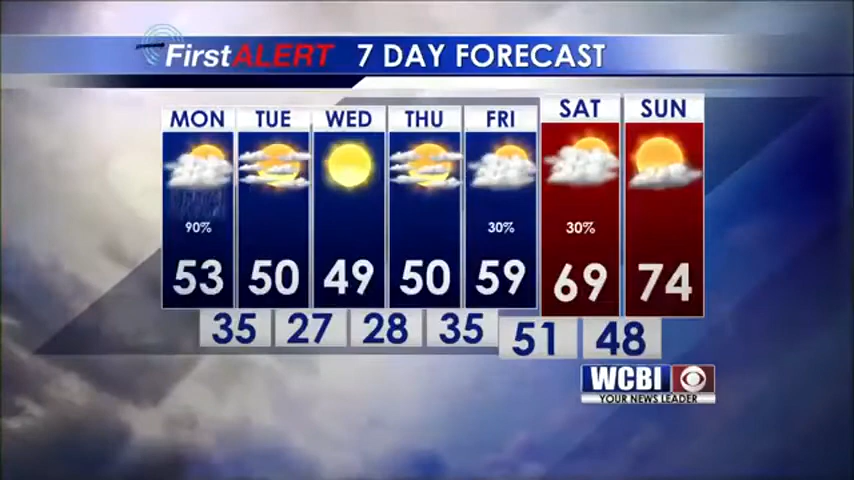 FirstALERT 7 DAY FORECAST
MON TUE WED THU FRI SAT SUN
90% 30% 30%
53 50 49 50 59 69 74
35 27 28 35 51 48
WCBI
YOUR NEWS LEADER